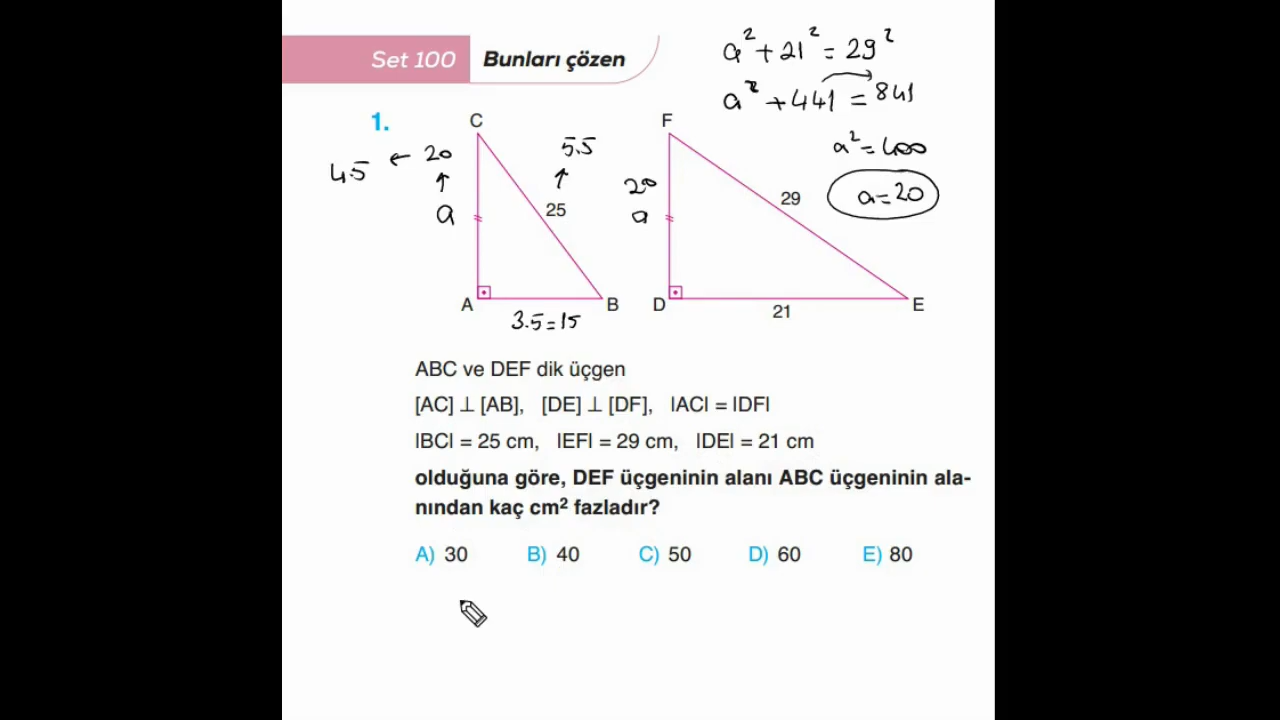 Set 100 Bunları çözen
a² + 21² = 29²
a² + 441 = 841
a² = 400
a = 20
1.
C
F
45 ← 20
5.5
20
29
a
25
a
A
B
D
E
3.5=15
21
ABC ve DEF dik üçgen
[AC] ⊥ [AB], [DE] ⊥ [DF], |AC| = |DF|
|BC| = 25 cm, |EF| = 29 cm, |DE| = 21 cm
olduğuna göre, DEF üçgeninin alanı ABC üçgeninin ala-
nından kaç cm² fazladır?
A) 30 B) 40 C) 50 D) 60 E) 80